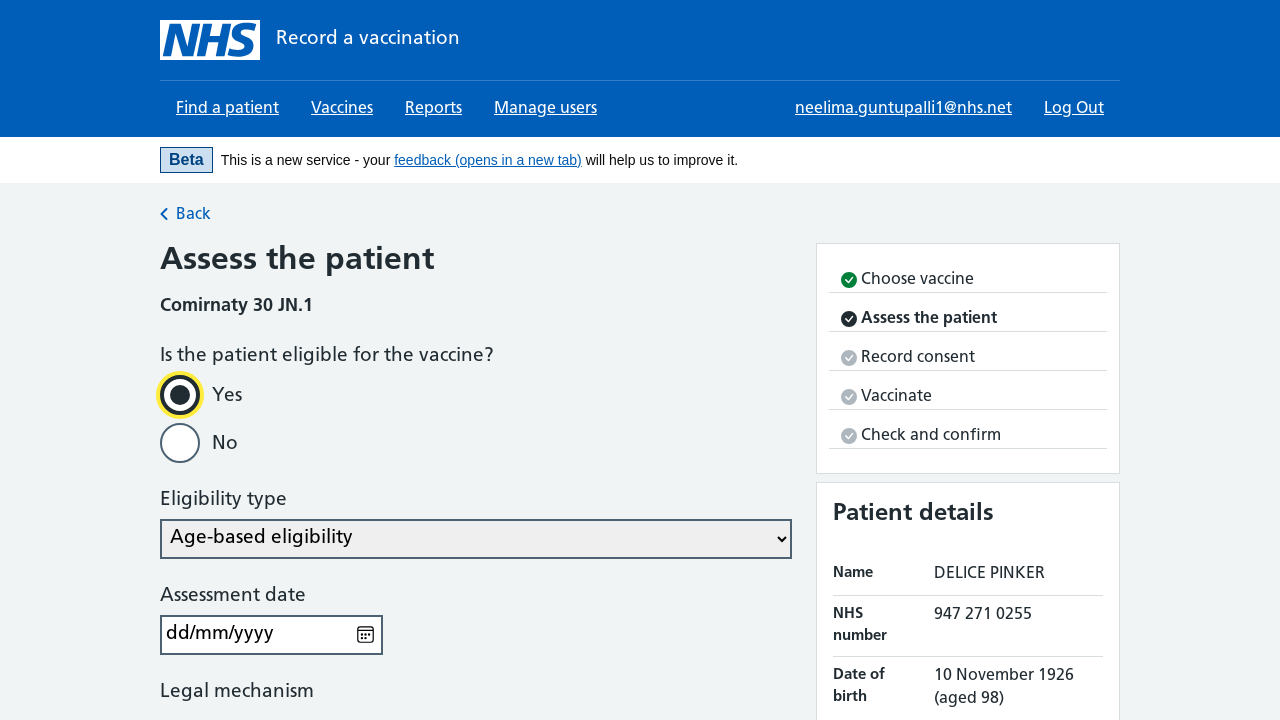 NHS Record a vaccination
Find a patient Vaccines Reports Manage users neelima.guntupalli1@nhs.net Log Out
Beta This is a new service - your feedback (opens in a new tab) will help us to improve it.
Back
Assess the patient
Comirnaty 30 JN.1
Is the patient eligible for the vaccine?
Yes
No
Eligibility type
Age-based eligibility
Assessment date
dd/mm/yyyy
Legal mechanism
Choose vaccine
Assess the patient
Record consent
Vaccinate
Check and confirm
Patient details
Name DELICE PINKER
NHS number 947 271 0255
Date of birth 10 November 1926 (aged 98)